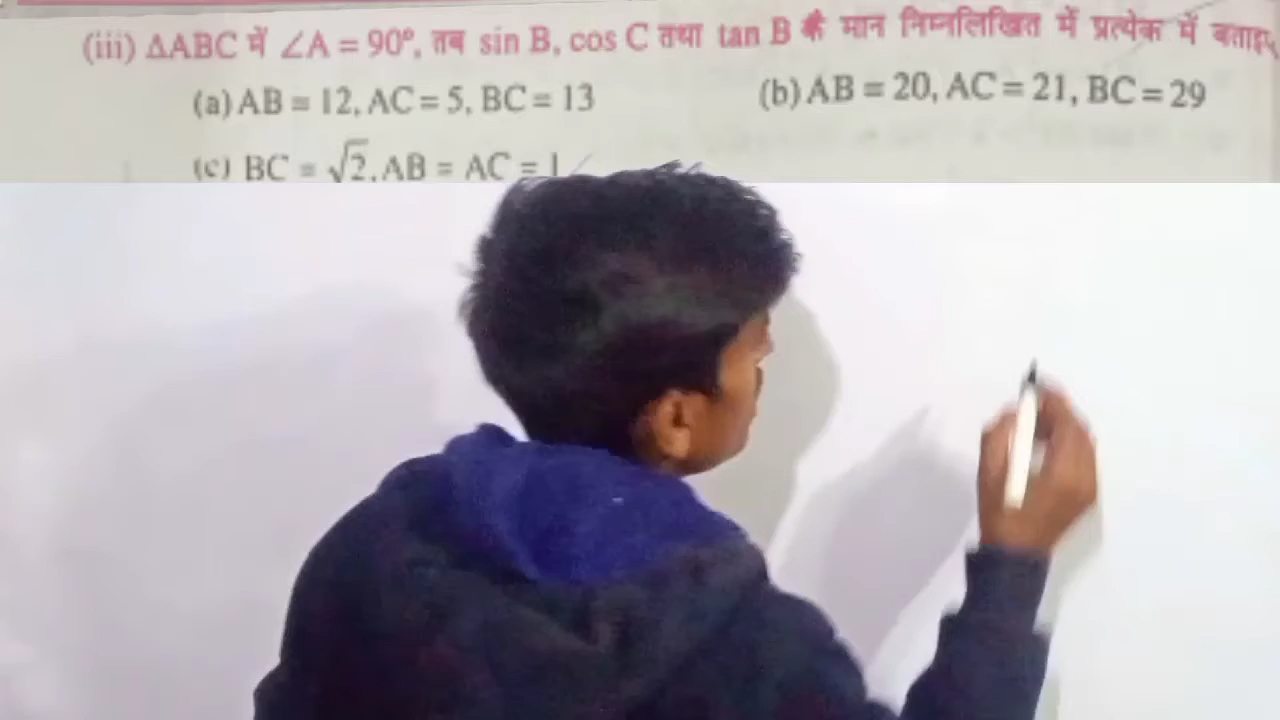 (iii) ΔABC में ∠A = 90°, तब sin B, cos C तथा tan B के मान निम्नलिखित में प्रत्येक में बताइए
(a) AB = 12, AC = 5, BC = 13 (b) AB = 20, AC = 21, BC = 29
(c) BC = √2, AB = AC = 1